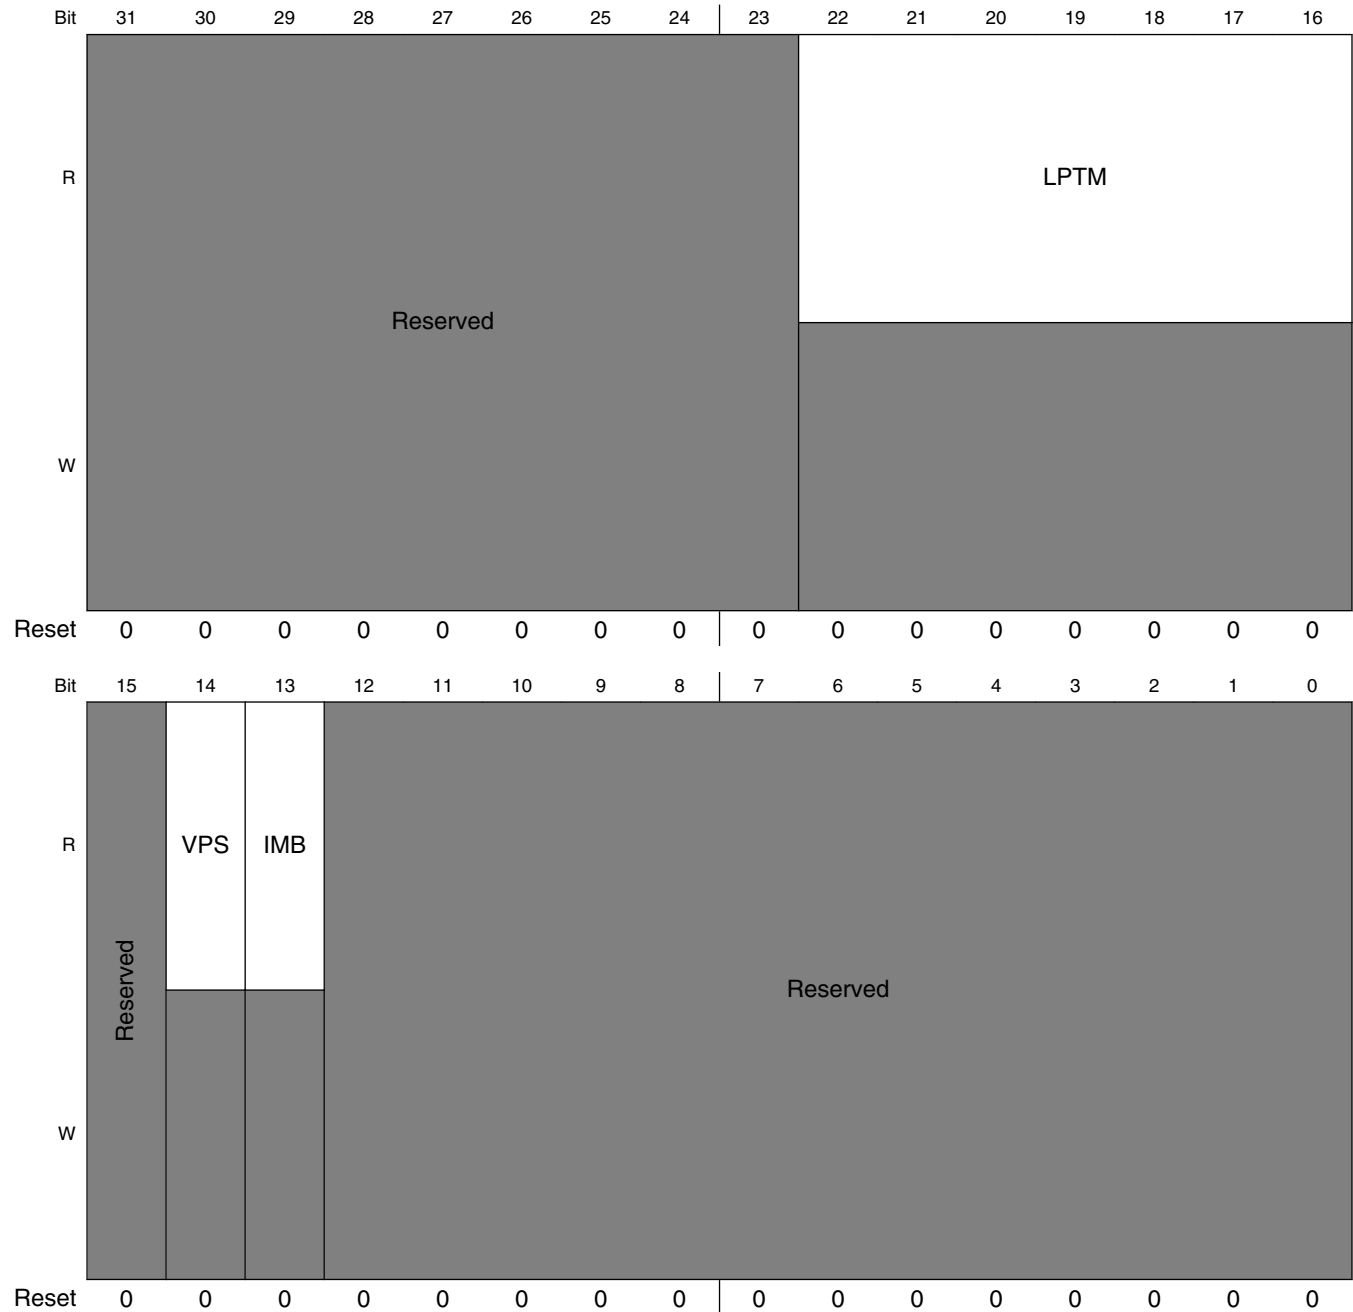 Bit 31 30 29 28 27 26 25 24 23 22 21 20 19 18 17 16
R LPTM
Reserved
W
Reset 0 0 0 0 0 0 0 0 0 0 0 0 0 0 0 0
Bit 15 14 13 12 11 10 9 8 7 6 5 4 3 2 1 0
R VPS IMB
Reserved Reserved
W
Reset 0 0 0 0 0 0 0 0 0 0 0 0 0 0 0 0